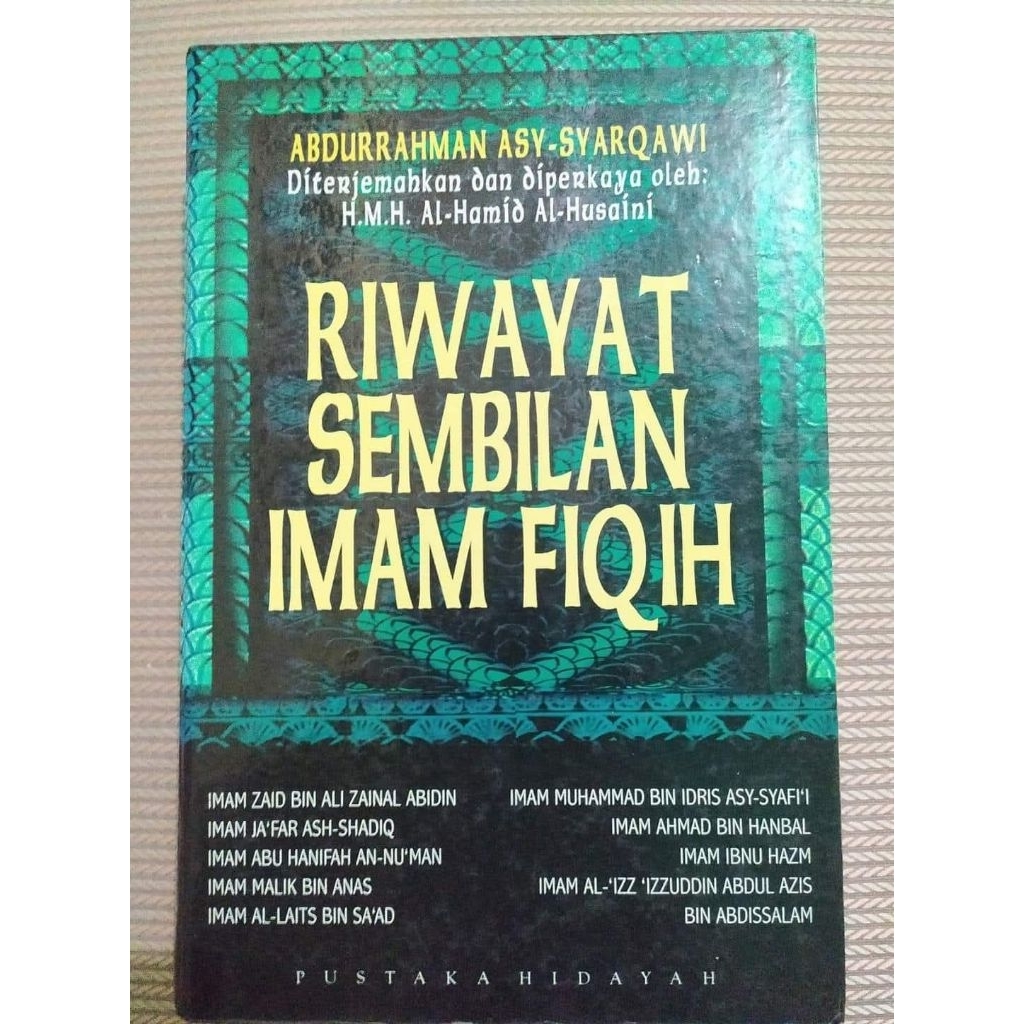 ABDURRAHMAN ASY-SYARQAWI
Diterjemahkan dan diperkaya oleh:
H.M.H. Al-Hamid Al-Husaini
RIWAYAT
SEMBILAN
IMAM FIQIH
IMAM ZAID BIN ALI ZAINAL ABIDIN
IMAM JA'FAR ASH-SHADIQ
IMAM ABU HANIFAH AN-NU'MAN
IMAM MALIK BIN ANAS
IMAM AL-LAITS BIN SA'AD
IMAM MUHAMMAD BIN IDRIS ASY-SYAFI'I
IMAM AHMAD BIN HANBAL
IMAM IBNU HAZM
IMAM AL-'IZZ 'IZZUDDIN ABDUL AZIS
BIN ABDISSALAM
PUSTAKA HIDAYAH